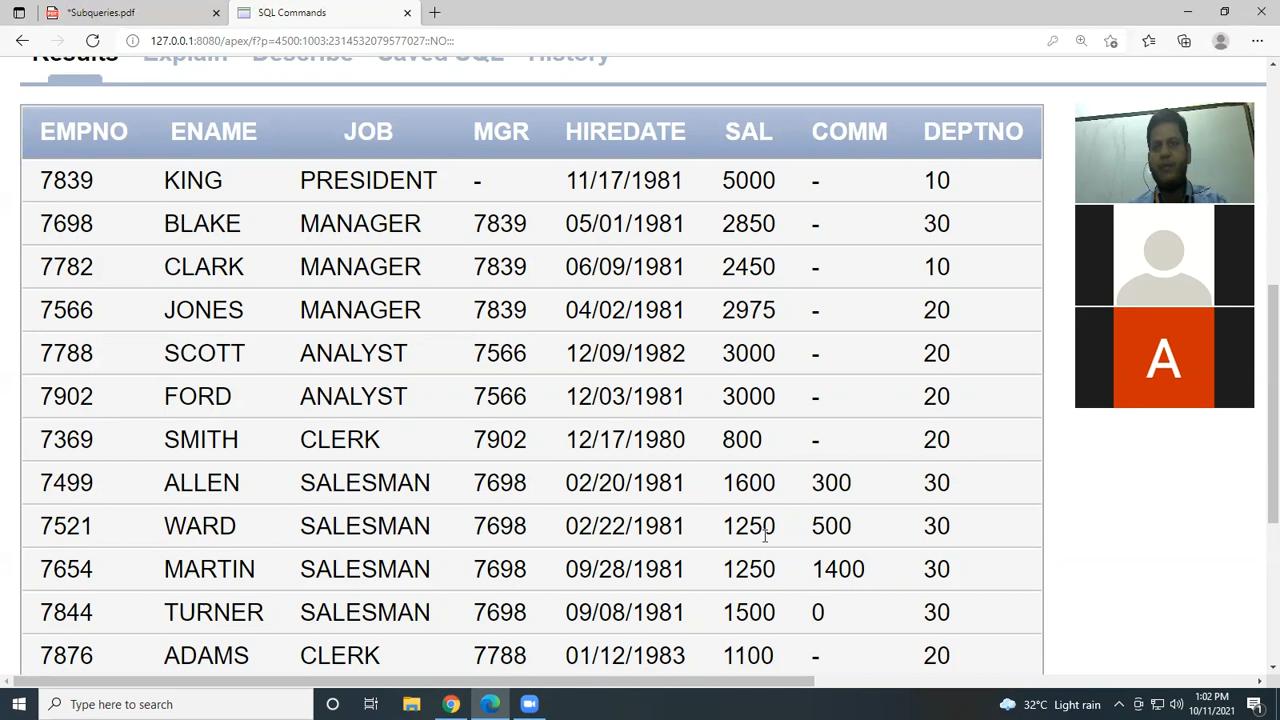 *Subqueries.pdf
SQL Commands
127.0.0.1:8080/apex/f?p=4500:1003:2314532079577027::NO:::
Results Explain Describe Saved SQL History
EMPNO ENAME JOB MGR HIREDATE SAL COMM DEPTNO
7839 KING PRESIDENT - 11/17/1981 5000 - 10
7698 BLAKE MANAGER 7839 05/01/1981 2850 - 30
7782 CLARK MANAGER 7839 06/09/1981 2450 - 10
7566 JONES MANAGER 7839 04/02/1981 2975 - 20
7788 SCOTT ANALYST 7566 12/09/1982 3000 - 20
7902 FORD ANALYST 7566 12/03/1981 3000 - 20
7369 SMITH CLERK 7902 12/17/1980 800 - 20
7499 ALLEN SALESMAN 7698 02/20/1981 1600 300 30
7521 WARD SALESMAN 7698 02/22/1981 1250 500 30
7654 MARTIN SALESMAN 7698 09/28/1981 1250 1400 30
7844 TURNER SALESMAN 7698 09/08/1981 1500 0 30
7876 ADAMS CLERK 7788 01/12/1983 1100 - 20
A
Type here to search
32°C Light rain
1:02 PM
10/11/2021
1